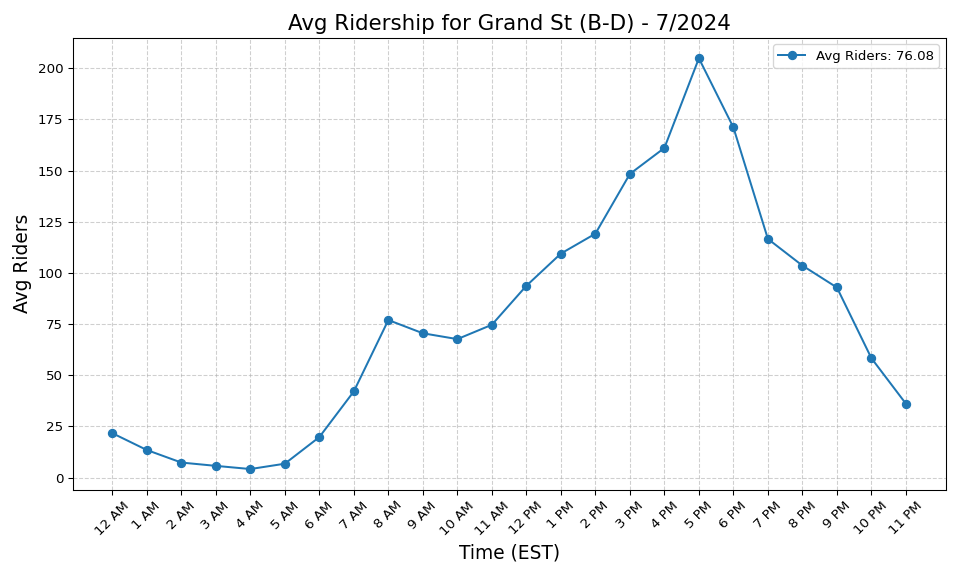 Avg Ridership for Grand St (B-D) - 7/2024
Avg Riders: 76.08
Avg Riders
200
175
150
125
100
75
50
25
0
12 AM
1 AM
2 AM
3 AM
4 AM
5 AM
6 AM
7 AM
8 AM
9 AM
10 AM
11 AM
12 PM
1 PM
2 PM
3 PM
4 PM
5 PM
6 PM
7 PM
8 PM
9 PM
10 PM
11 PM
Time (EST)